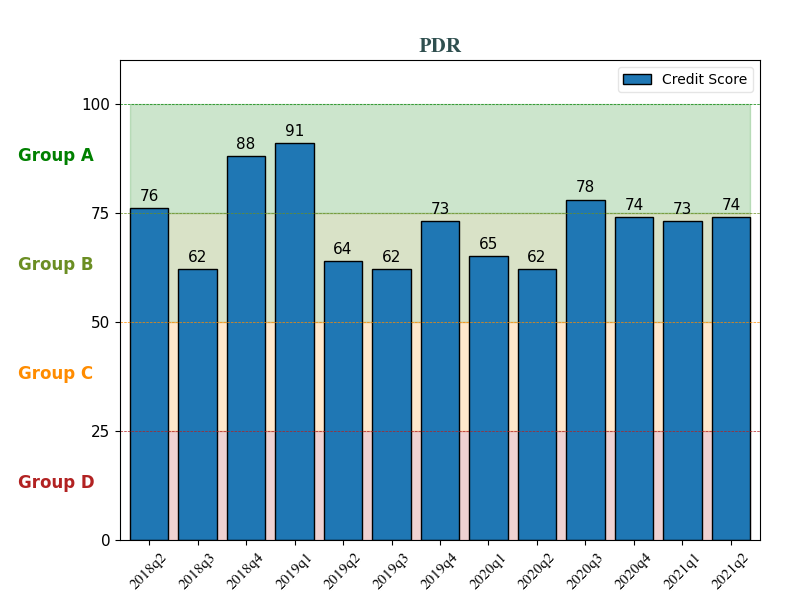 PDR
Credit Score
100
Group A
91
88
76
78
75
73
74
73
74
62
64
62
65
62
Group B
50
Group C
25
Group D
0
2018q2
2018q3
2018q4
2019q1
2019q2
2019q3
2019q4
2020q1
2020q2
2020q3
2020q4
2021q1
2021q2